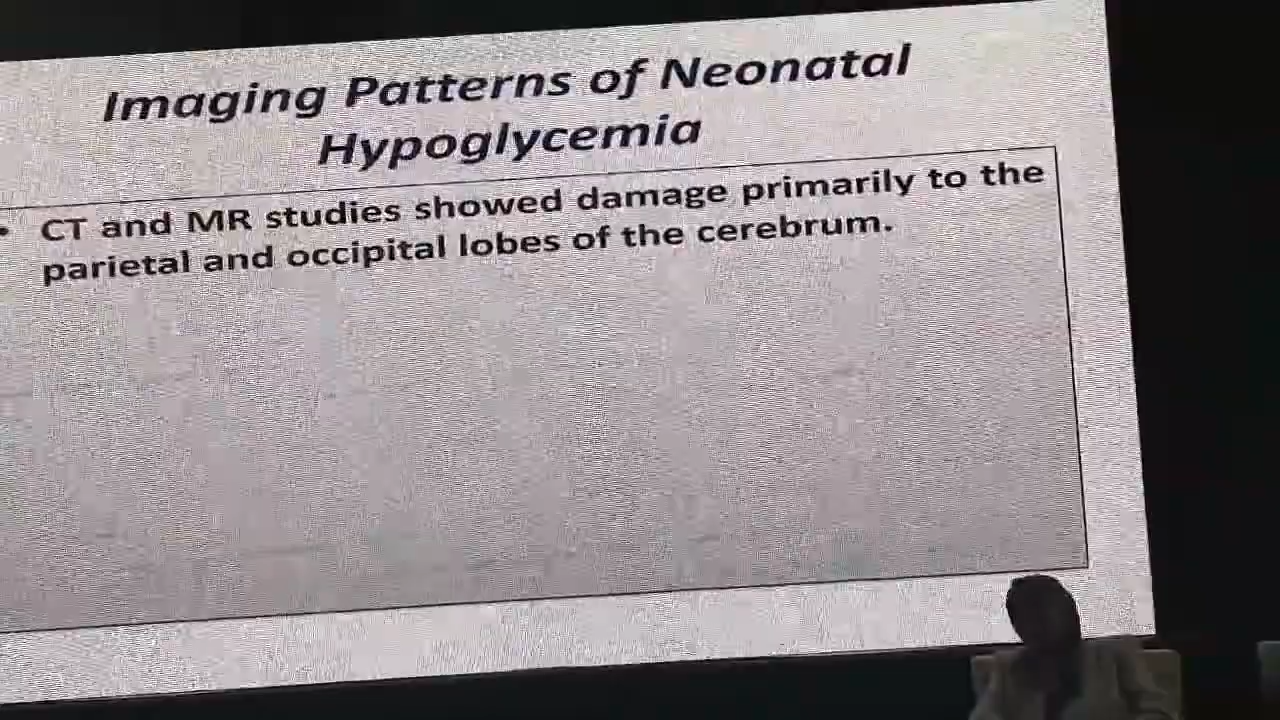 Imaging Patterns of Neonatal
Hypoglycemia
• CT and MR studies showed damage primarily to the
parietal and occipital lobes of the cerebrum.